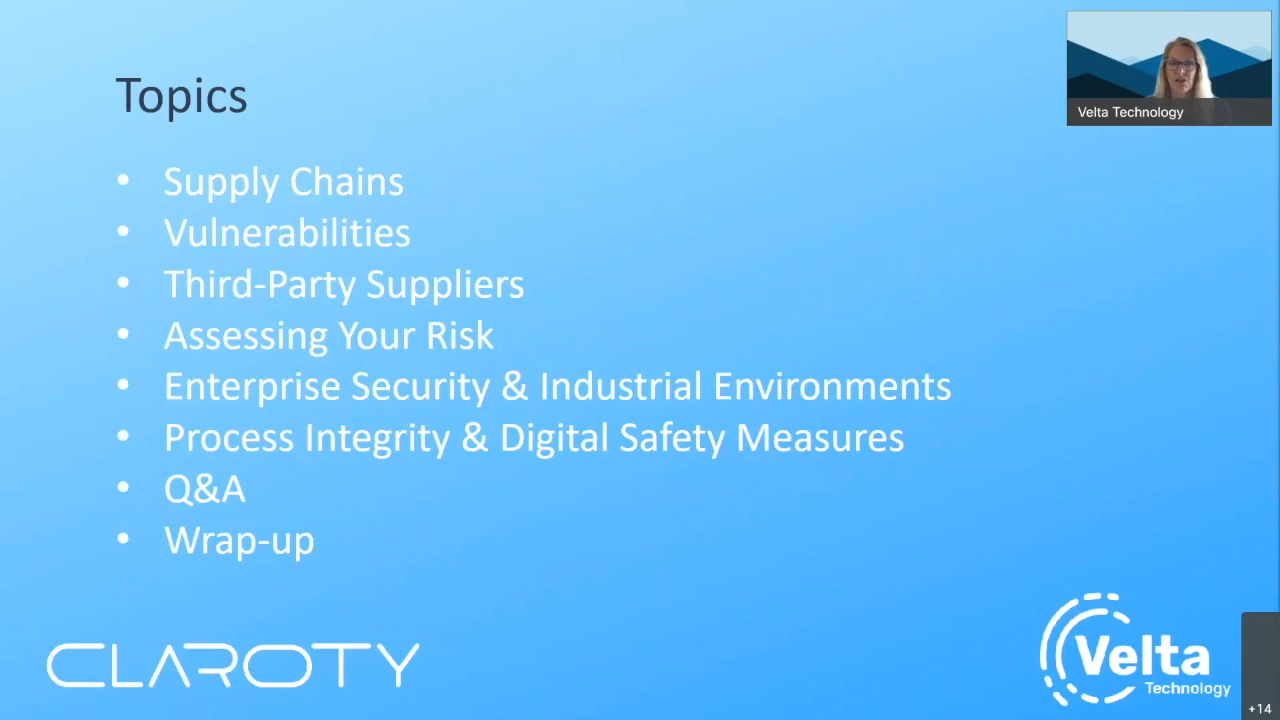 Topics
Velta Technology
• Supply Chains
• Vulnerabilities
• Third-Party Suppliers
• Assessing Your Risk
• Enterprise Security & Industrial Environments
• Process Integrity & Digital Safety Measures
• Q&A
• Wrap-up
CLAROTY
Velta
Technology
+14